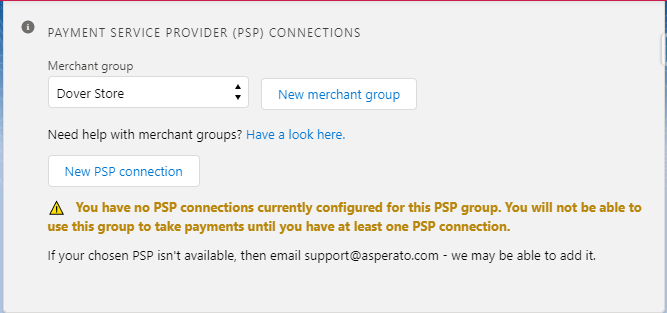 PAYMENT SERVICE PROVIDER (PSP) CONNECTIONS
Merchant group
Dover Store
New merchant group
Need help with merchant groups? Have a look here.
New PSP connection
You have no PSP connections currently configured for this PSP group. You will not be able to
use this group to take payments until you have at least one PSP connection.
If your chosen PSP isn't available, then email support@asperato.com - we may be able to add it.